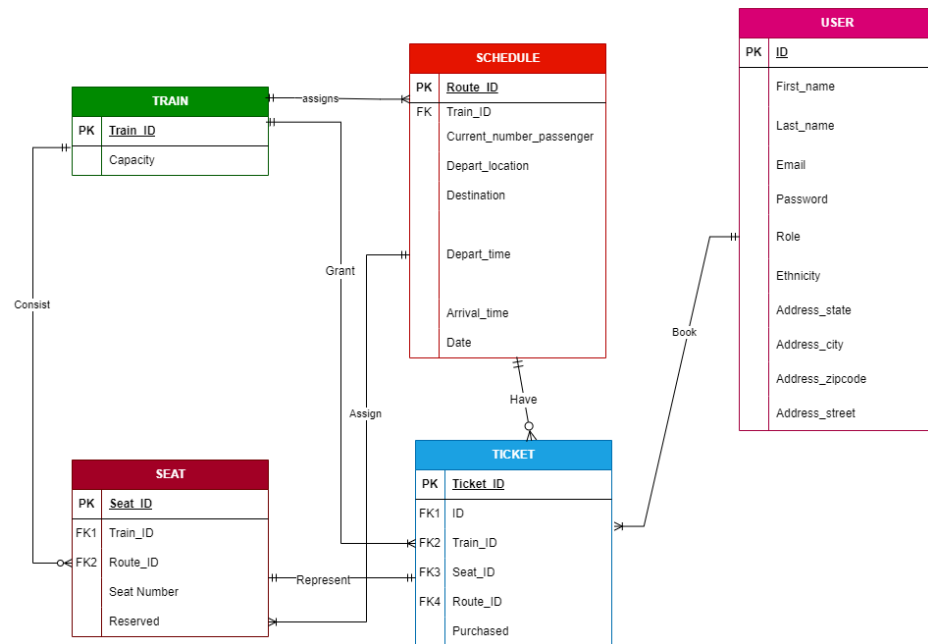 USER
PK ID
First_name
Last_name
Email
Password
Role
Ethnicity
Address_state
Address_city
Address_zipcode
Address_street
SCHEDULE
PK Route_ID
FK Train_ID
Current_number_passenger
Depart_location
Destination
Depart_time
Arrival_time
Date
TRAIN
PK Train_ID
Capacity
assigns
Grant
Consist
Book
Have
Assign
Represent
SEAT
PK Seat_ID
FK1 Train_ID
FK2 Route_ID
Seat Number
Reserved
TICKET
PK Ticket_ID
FK1 ID
FK2 Train_ID
FK3 Seat_ID
FK4 Route_ID
Purchased